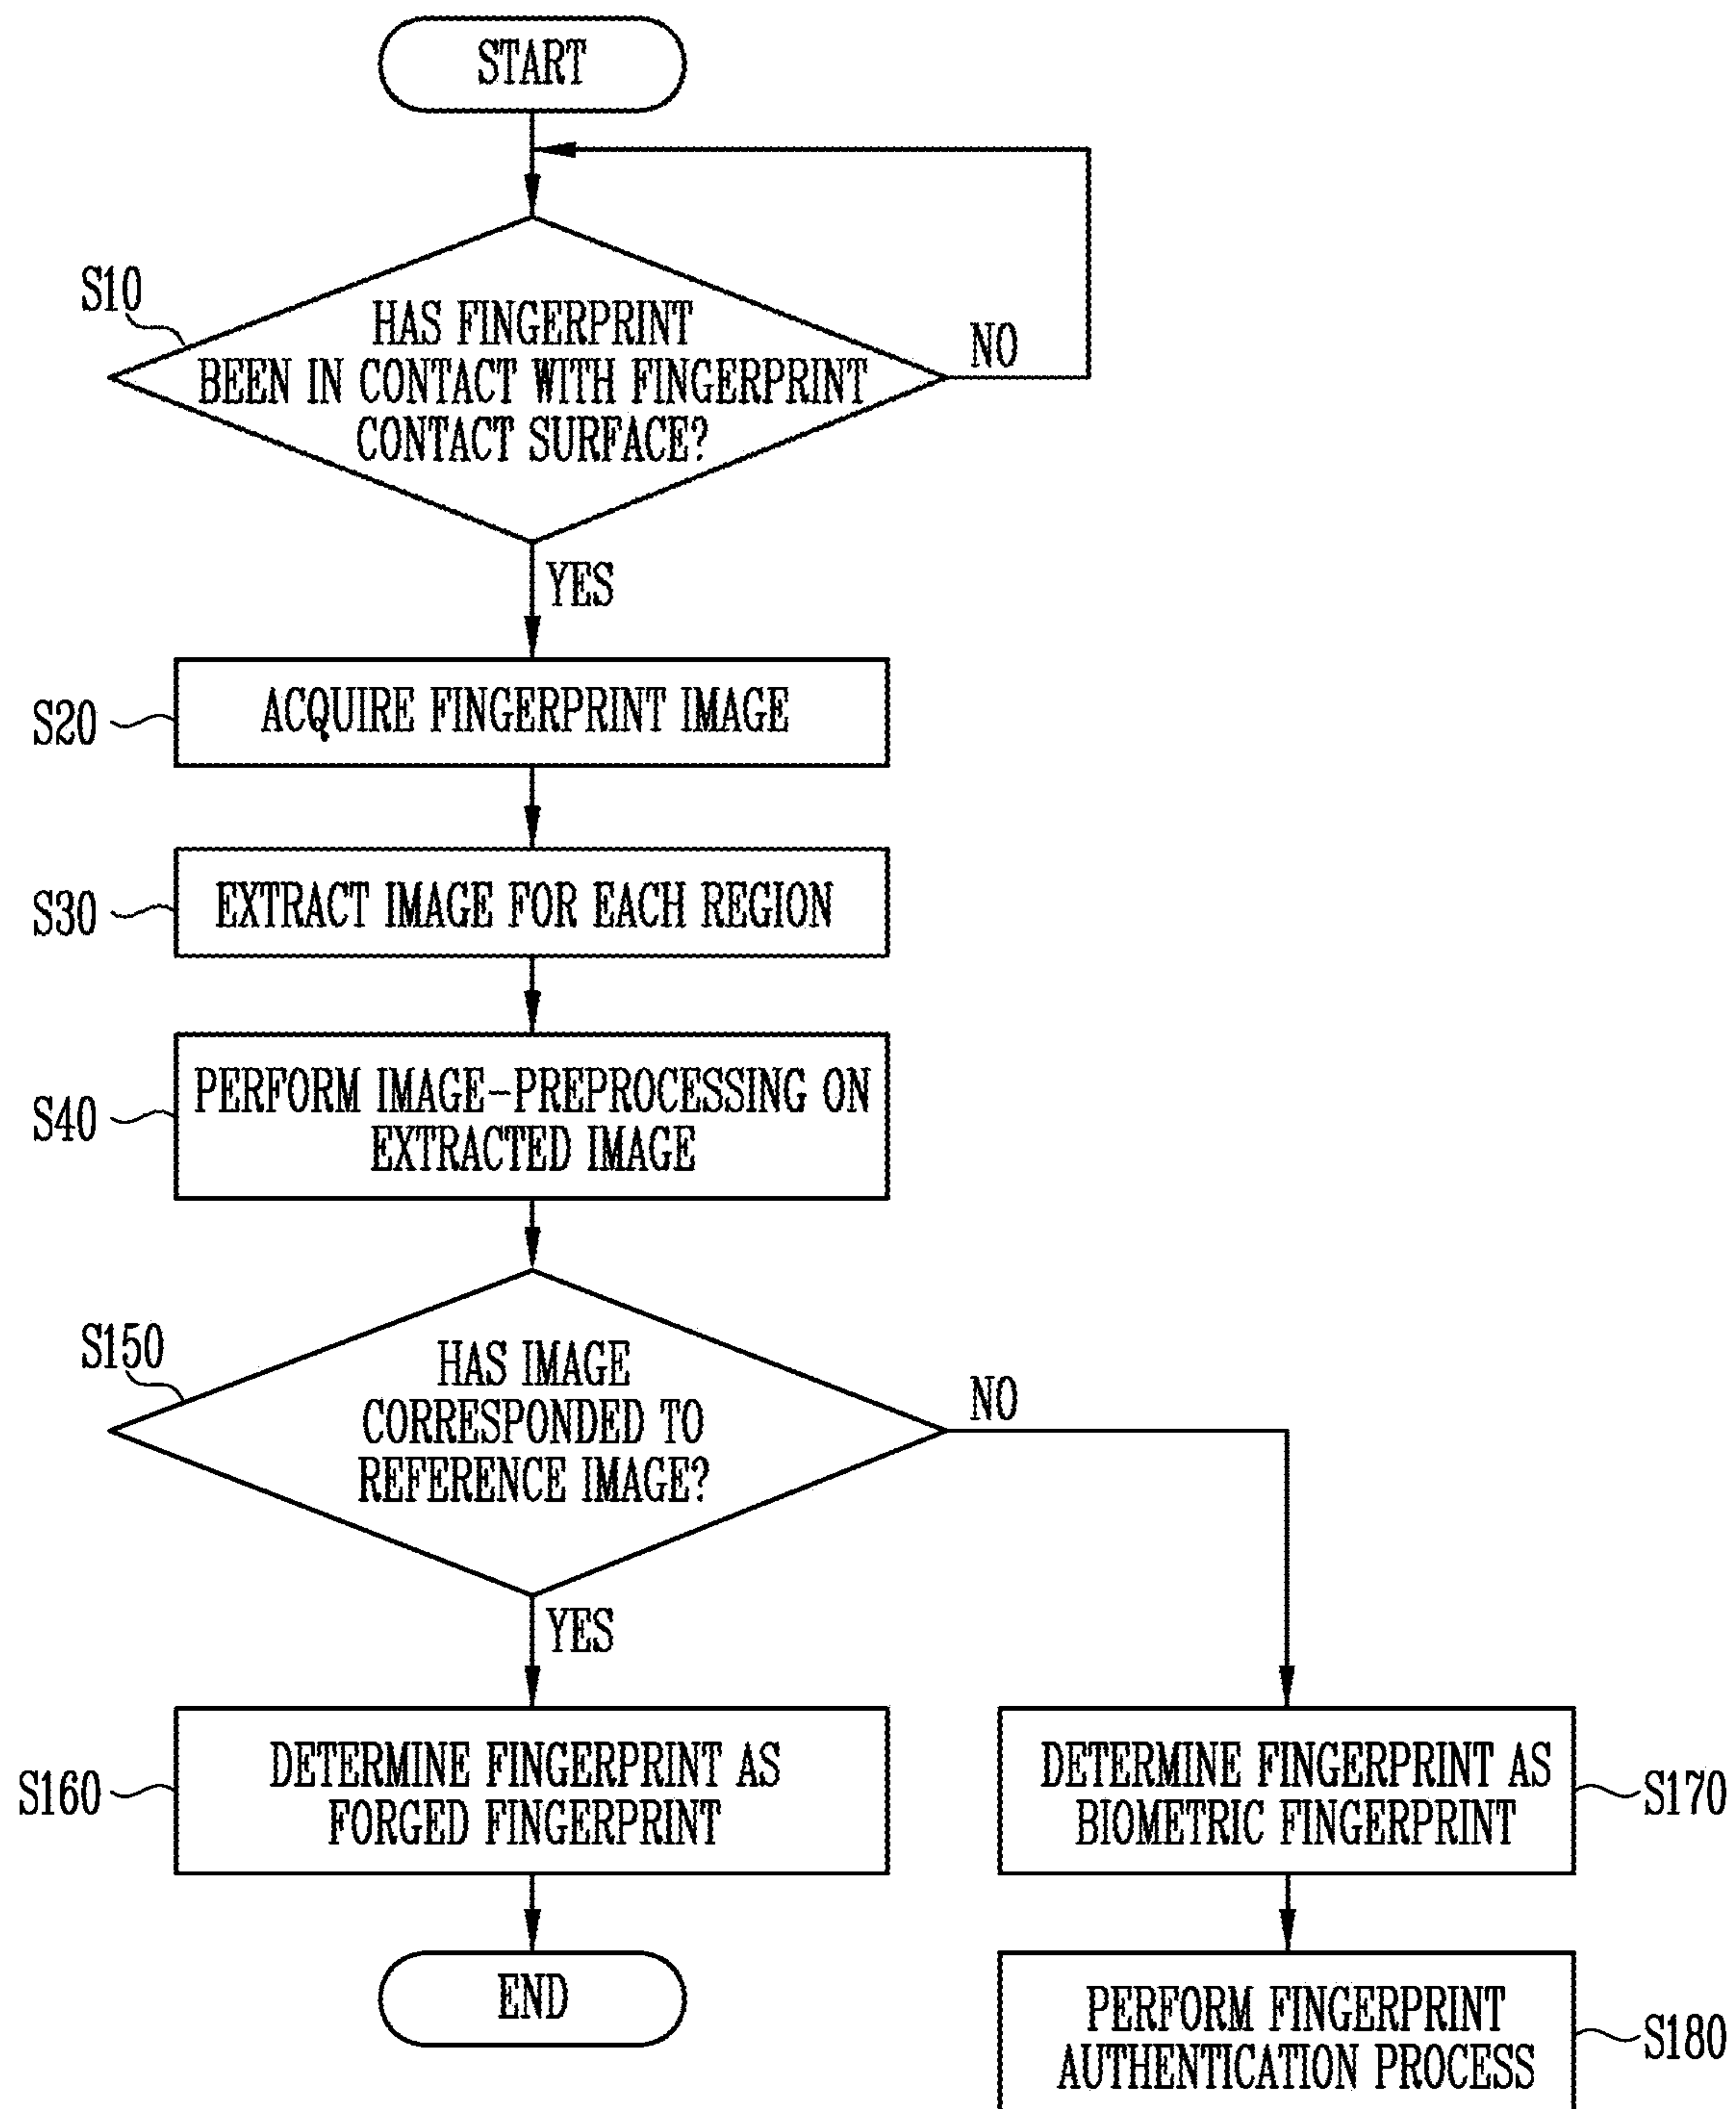 START
S10
HAS FINGERPRINT
BEEN IN CONTACT WITH FINGERPRINT
CONTACT SURFACE?
NO
YES
S20
ACQUIRE FINGERPRINT IMAGE
S30
EXTRACT IMAGE FOR EACH REGION
S40
PERFORM IMAGE-PREPROCESSING ON
EXTRACTED IMAGE
S150
HAS IMAGE
CORRESPONDED TO
REFERENCE IMAGE?
NO
YES
S160
DETERMINE FINGERPRINT AS
FORGED FINGERPRINT
DETERMINE FINGERPRINT AS
BIOMETRIC FINGERPRINT
S170
END
PERFORM FINGERPRINT
AUTHENTICATION PROCESS
S180